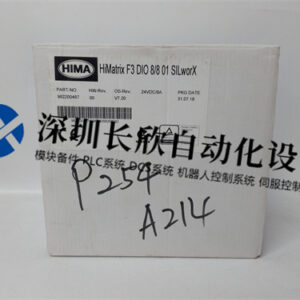 HIMA
HiMatrix F3 DIO 8/8 01 SILworX
PART-NO HW-Rev. OS-Rev. 24VDC/8A PKG DATE
982200487 00 V7.20 31.07.18
深圳长欣自动化设
模块备件 PLC系统 DCS系统 机器人控制系统 伺服控制
P254
A214